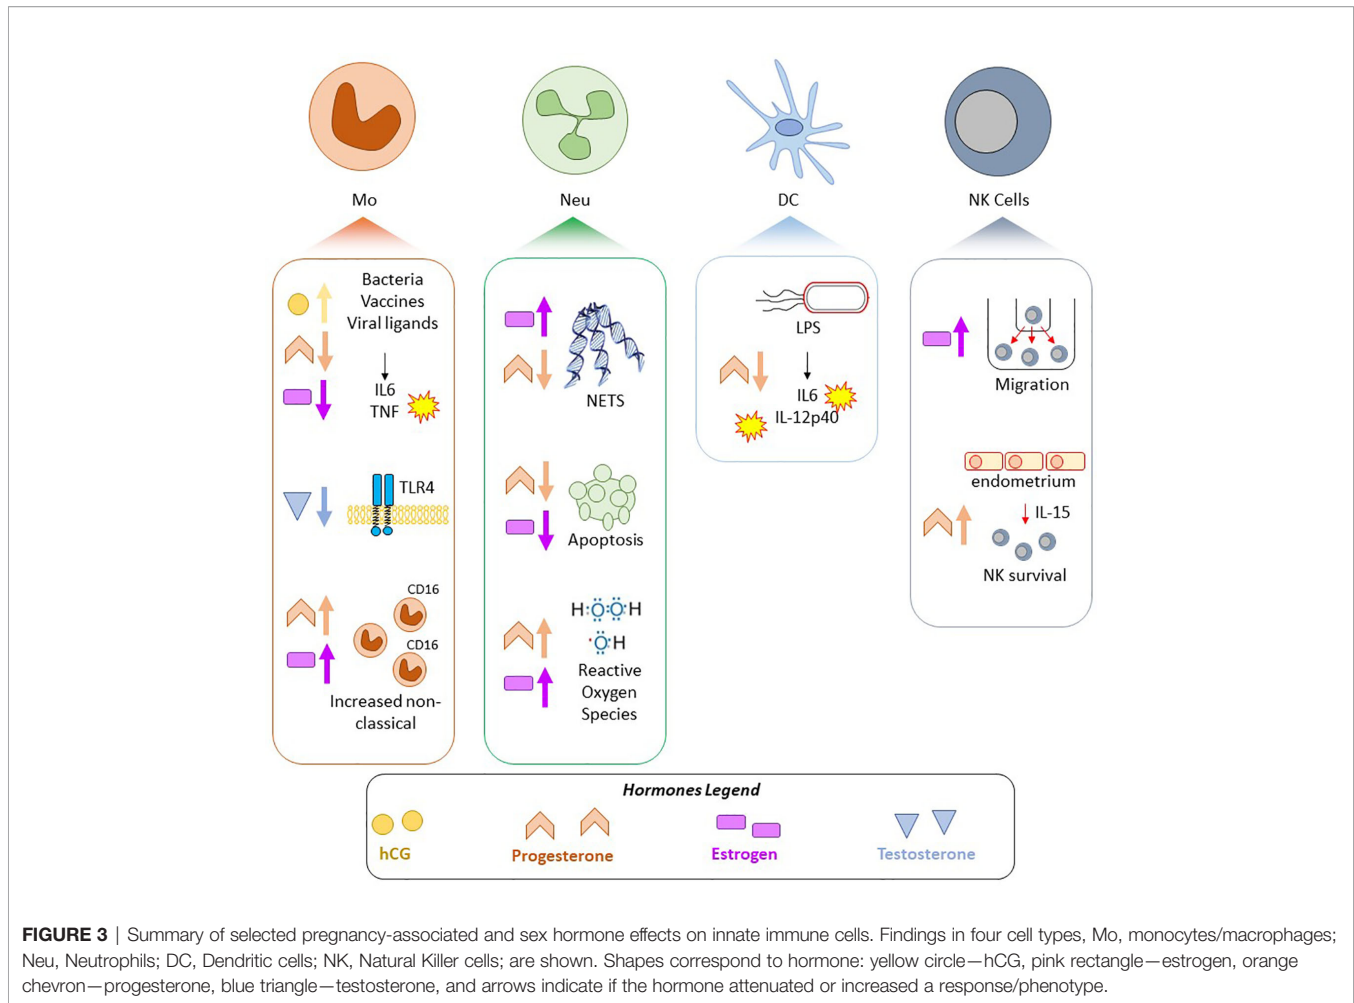 Mo
Neu
DC
NK Cells
Bacteria
Vaccines
Viral ligands
IL6
TNF
TLR4
CD16
CD16
Increased non-
classical
NETS
Apoptosis
H:O:O:H
·OH
Reactive
Oxygen
Species
LPS
IL6
IL-12p40
Migration
endometrium
IL-15
NK survival
Hormones Legend
hCG
Progesterone
Estrogen
Testosterone
FIGURE 3 | Summary of selected pregnancy-associated and sex hormone effects on innate immune cells. Findings in four cell types, Mo, monocytes/macrophages;
Neu, Neutrophils; DC, Dendritic cells; NK, Natural Killer cells; are shown. Shapes correspond to hormone: yellow circle—hCG, pink rectangle—estrogen, orange
chevron—progesterone, blue triangle—testosterone, and arrows indicate if the hormone attenuated or increased a response/phenotype.